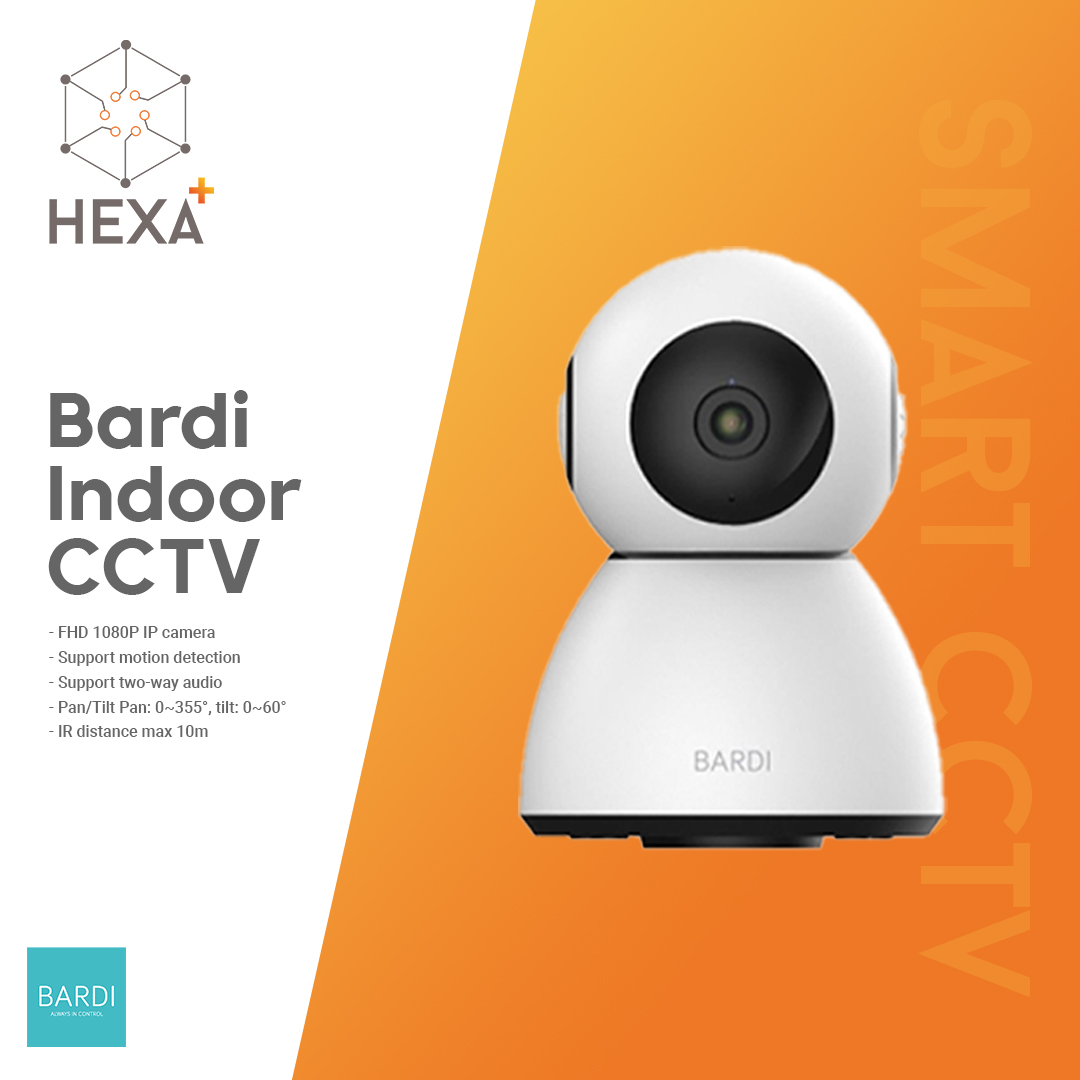 HEXA+
Bardi
Indoor
CCTV
- FHD 1080P IP camera
- Support motion detection
- Support two-way audio
- Pan/Tilt Pan: 0~355°, tilt: 0~60°
- IR distance max 10m
BARDI
SMART CCTV
BARDI
ALWAYS IN CONTROL